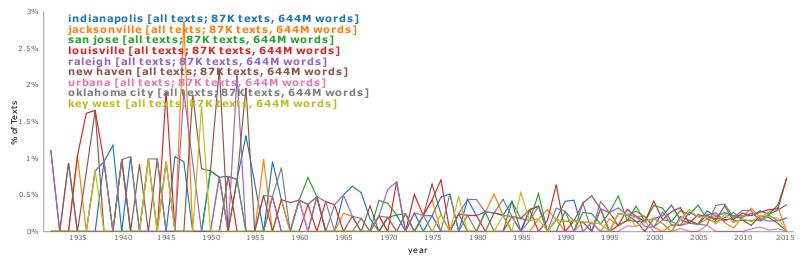 3%
indianapolis [all texts; 87K texts, 644M words]
jacksonville [all texts; 87K texts, 644M words]
san jose [all texts; 87K texts, 644M words]
louisville [all texts; 87K texts, 644M words]
raleigh [all texts; 87K texts, 644M words]
new haven [all texts; 87K texts, 644M words]
urbana [all texts; 87K texts, 644M words]
oklahoma city [all texts; 87K texts, 644M words]
key west [all texts; 87K texts, 644M words]
2.5%
2%
1.5%
1%
0.5%
0%
% of Texts
1935 1940 1945 1950 1955 1960 1965 1970 1975 1980 1985 1990 1995 2000 2005 2010 2015
year